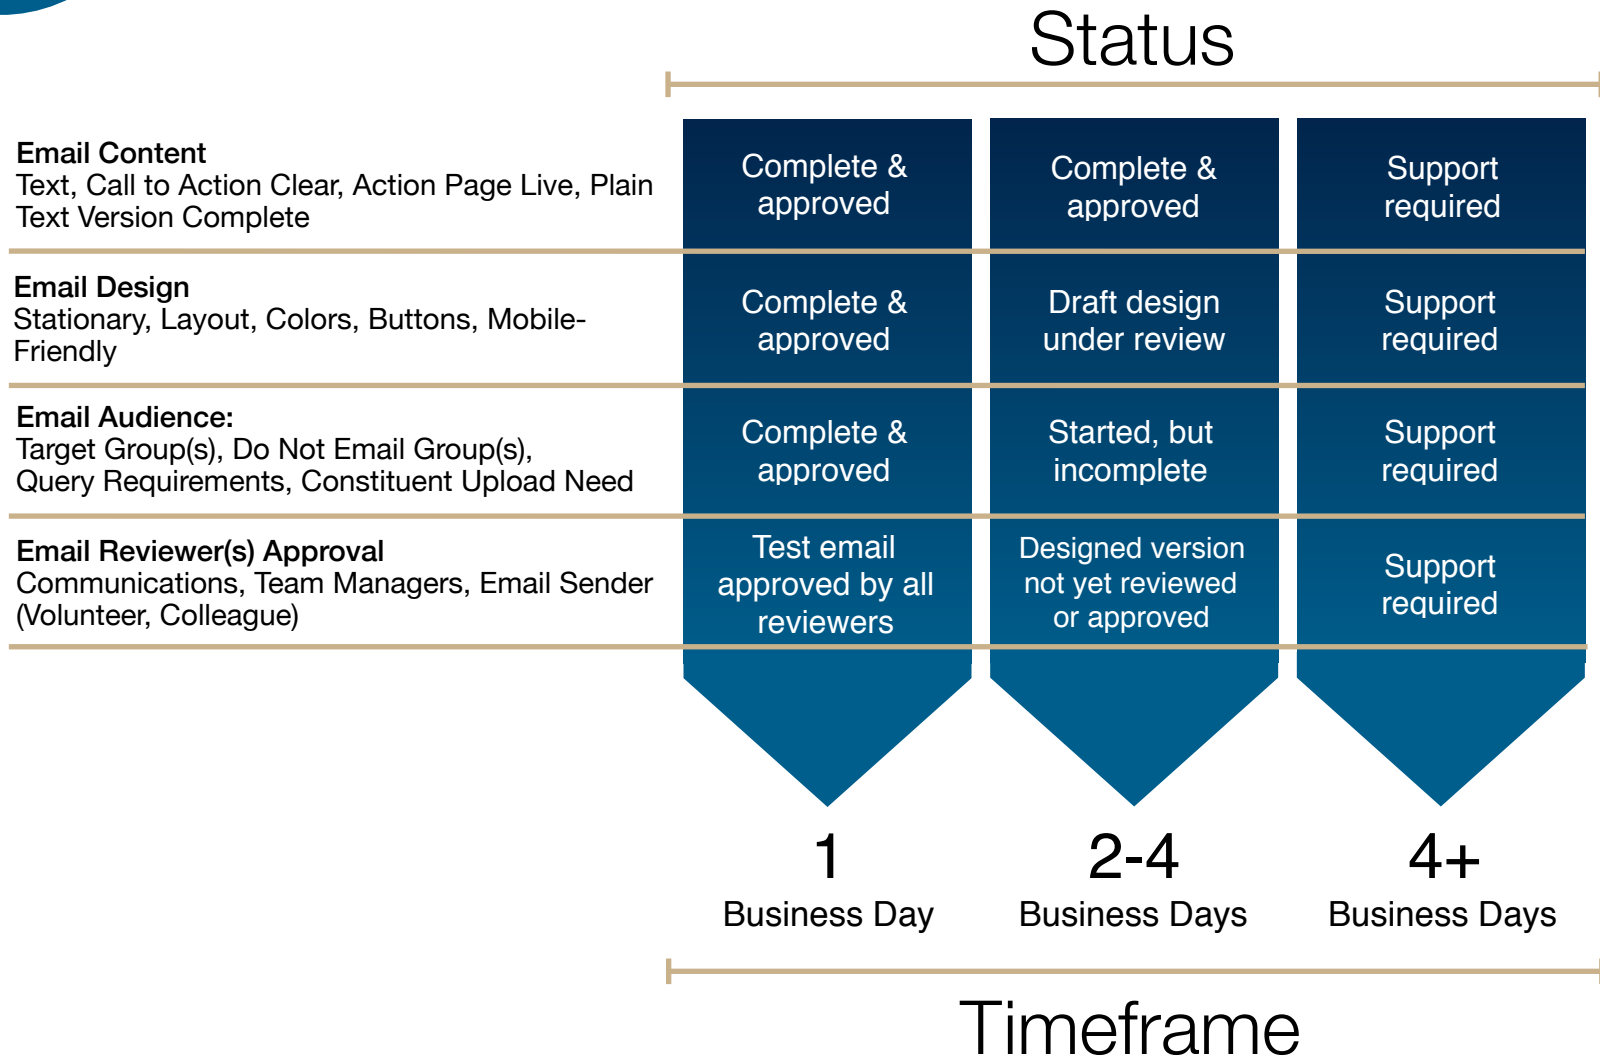 Status
Email Content
Text, Call to Action Clear, Action Page Live, Plain
Text Version Complete
Complete &
approved
Complete &
approved
Support
required
Email Design
Stationary, Layout, Colors, Buttons, Mobile-
Friendly
Complete &
approved
Draft design
under review
Support
required
Email Audience:
Target Group(s), Do Not Email Group(s),
Query Requirements, Constituent Upload Need
Complete &
approved
Started, but
incomplete
Support
required
Email Reviewer(s) Approval
Communications, Team Managers, Email Sender
(Volunteer, Colleague)
Test email
approved by all
reviewers
Designed version
not yet reviewed
or approved
Support
required
1
Business Day
2-4
Business Days
4+
Business Days
Timeframe